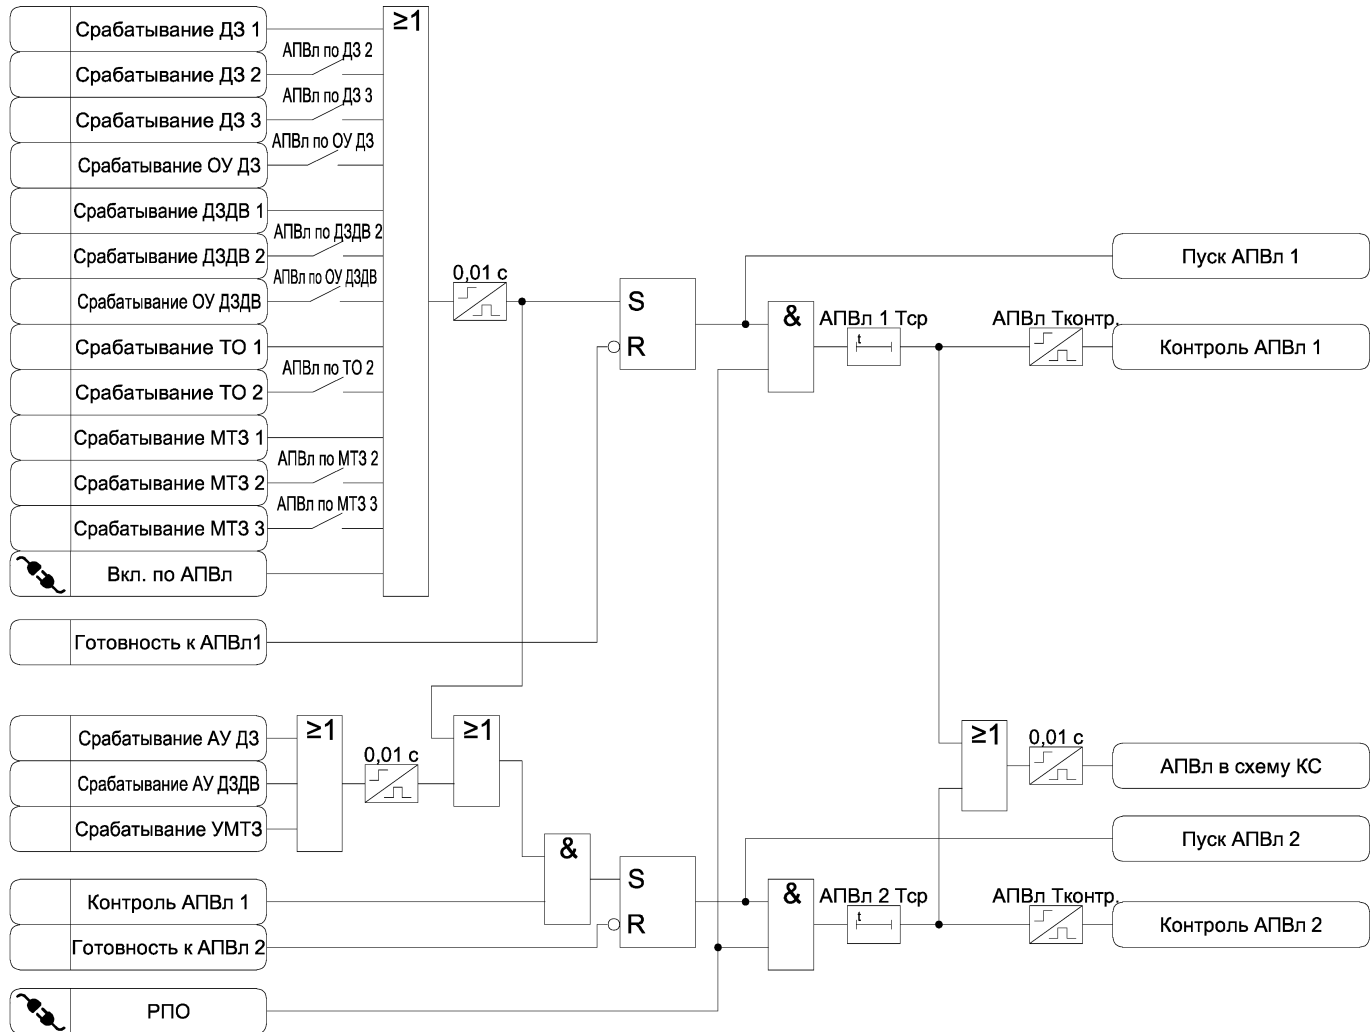 Срабатывание ДЗ 1
≥1
АПВл по ДЗ 2
Срабатывание ДЗ 2
АПВл по ДЗ 3
Срабатывание ДЗ 3
АПВл по ОУ ДЗ
Срабатывание ОУ ДЗ
Срабатывание ДЗДВ 1
АПВл по ДЗДВ 2
Срабатывание ДЗДВ 2
АПВл по ОУ ДЗДВ
Срабатывание ОУ ДЗДВ
Срабатывание ТО 1
АПВл по ТО 2
Срабатывание ТО 2
Срабатывание МТЗ 1
АПВл по МТЗ 2
Срабатывание МТЗ 2
АПВл по МТЗ 3
Срабатывание МТЗ 3
Вкл. по АПВл
Готовность к АПВл1
0,01 с
S
R
&
АПВл 1 Тср
t
АПВл Тконтр.
Пуск АПВл 1
Контроль АПВл 1
Срабатывание АУ ДЗ
Срабатывание АУ ДЗДВ
Срабатывание УМТЗ
≥1
0,01 с
≥1
≥1
0,01 с
АПВл в схему КС
Контроль АПВл 1
Готовность к АПВл 2
&
S
R
&
АПВл 2 Тср
t
АПВл Тконтр.
Пуск АПВл 2
Контроль АПВл 2
РПО